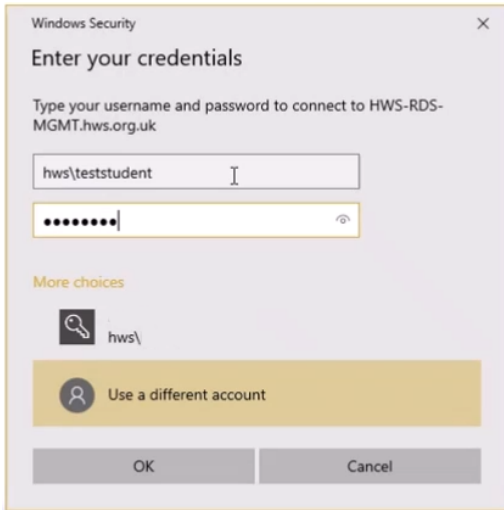 Windows Security
Enter your credentials
Type your username and password to connect to HWS-RDS-
MGMT.hws.org.uk
hws\teststudent
••••••••
More choices
hws\
Use a different account
OK
Cancel